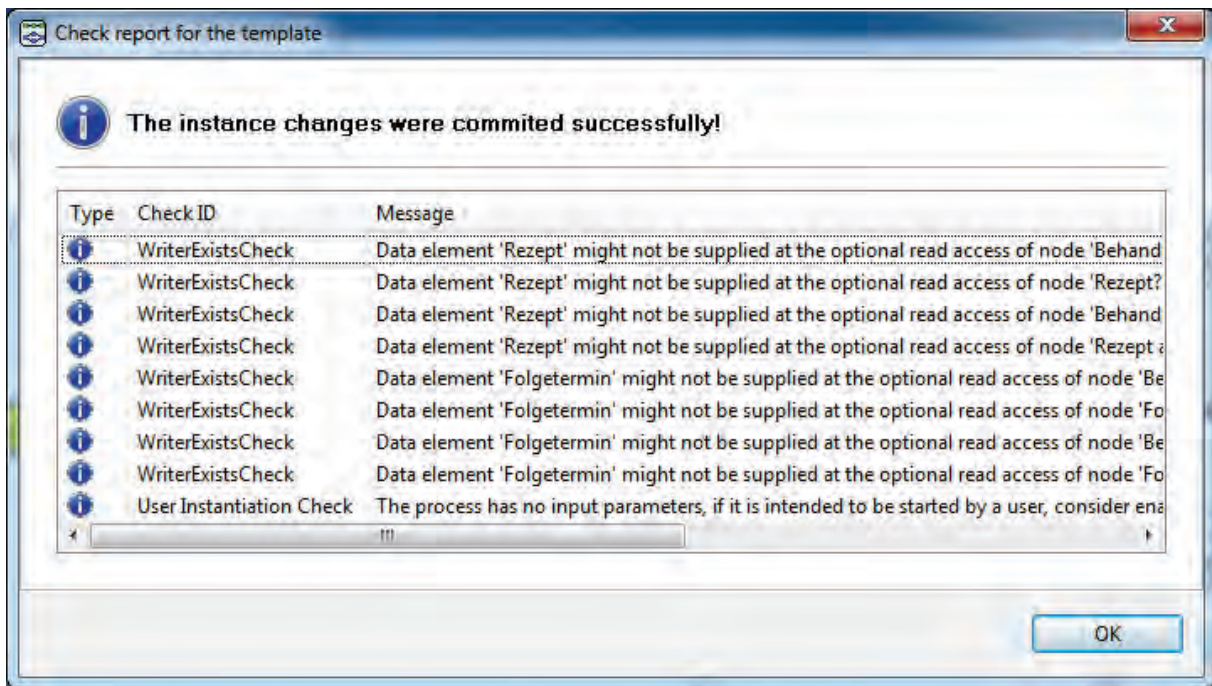 Check report for the template
The instance changes were commited successfully!
Type Check ID Message
WriterExistsCheck Data element 'Rezept' might not be supplied at the optional read access of node 'Behand
WriterExistsCheck Data element 'Rezept' might not be supplied at the optional read access of node 'Rezept?
WriterExistsCheck Data element 'Rezept' might not be supplied at the optional read access of node 'Behand
WriterExistsCheck Data element 'Rezept' might not be supplied at the optional read access of node 'Rezept a
WriterExistsCheck Data element 'Folgetermin' might not be supplied at the optional read access of node 'Be
WriterExistsCheck Data element 'Folgetermin' might not be supplied at the optional read access of node 'Fo
WriterExistsCheck Data element 'Folgetermin' might not be supplied at the optional read access of node 'Be
WriterExistsCheck Data element 'Folgetermin' might not be supplied at the optional read access of node 'Fo
User Instantiation Check The process has no input parameters, if it is intended to be started by a user, consider ena
OK